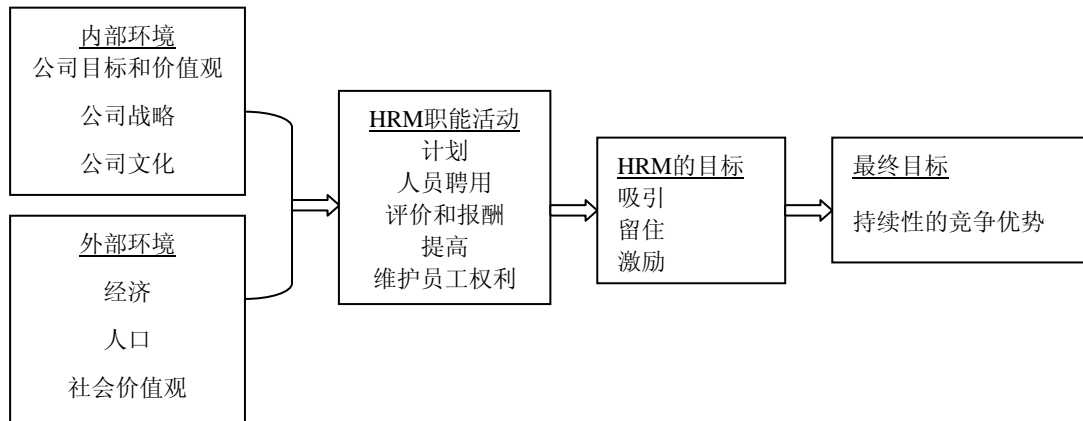 内部环境
公司目标和价值观
公司战略
公司文化
外部环境
经济
人口
社会价值观
HRM职能活动
计划
人员聘用
评价和报酬
提高
维护员工权利
HRM的目标
吸引
留住
激励
最终目标
持续性的竞争优势